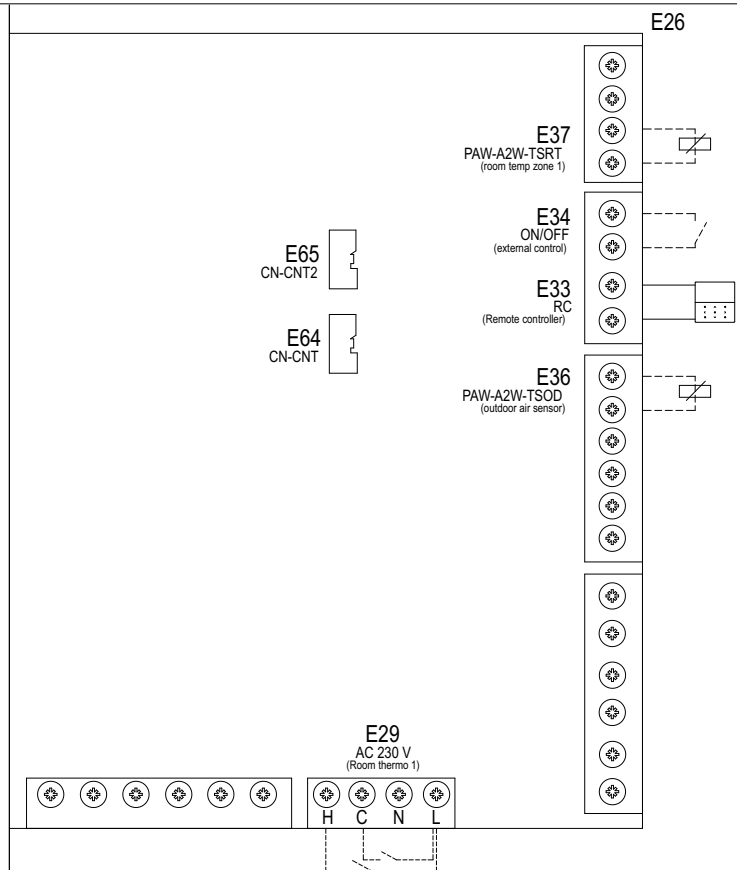 E26
E37
PAW-A2W-TSRT
(room temp zone 1)
E34
ON/OFF
(external control)
E65
CN-CNT2
E33
RC
(Remote controller)
E64
CN-CNT
E36
PAW-A2W-TSOD
(outdoor air sensor)
E29
AC 230 V
(Room thermo 1)
H C N L